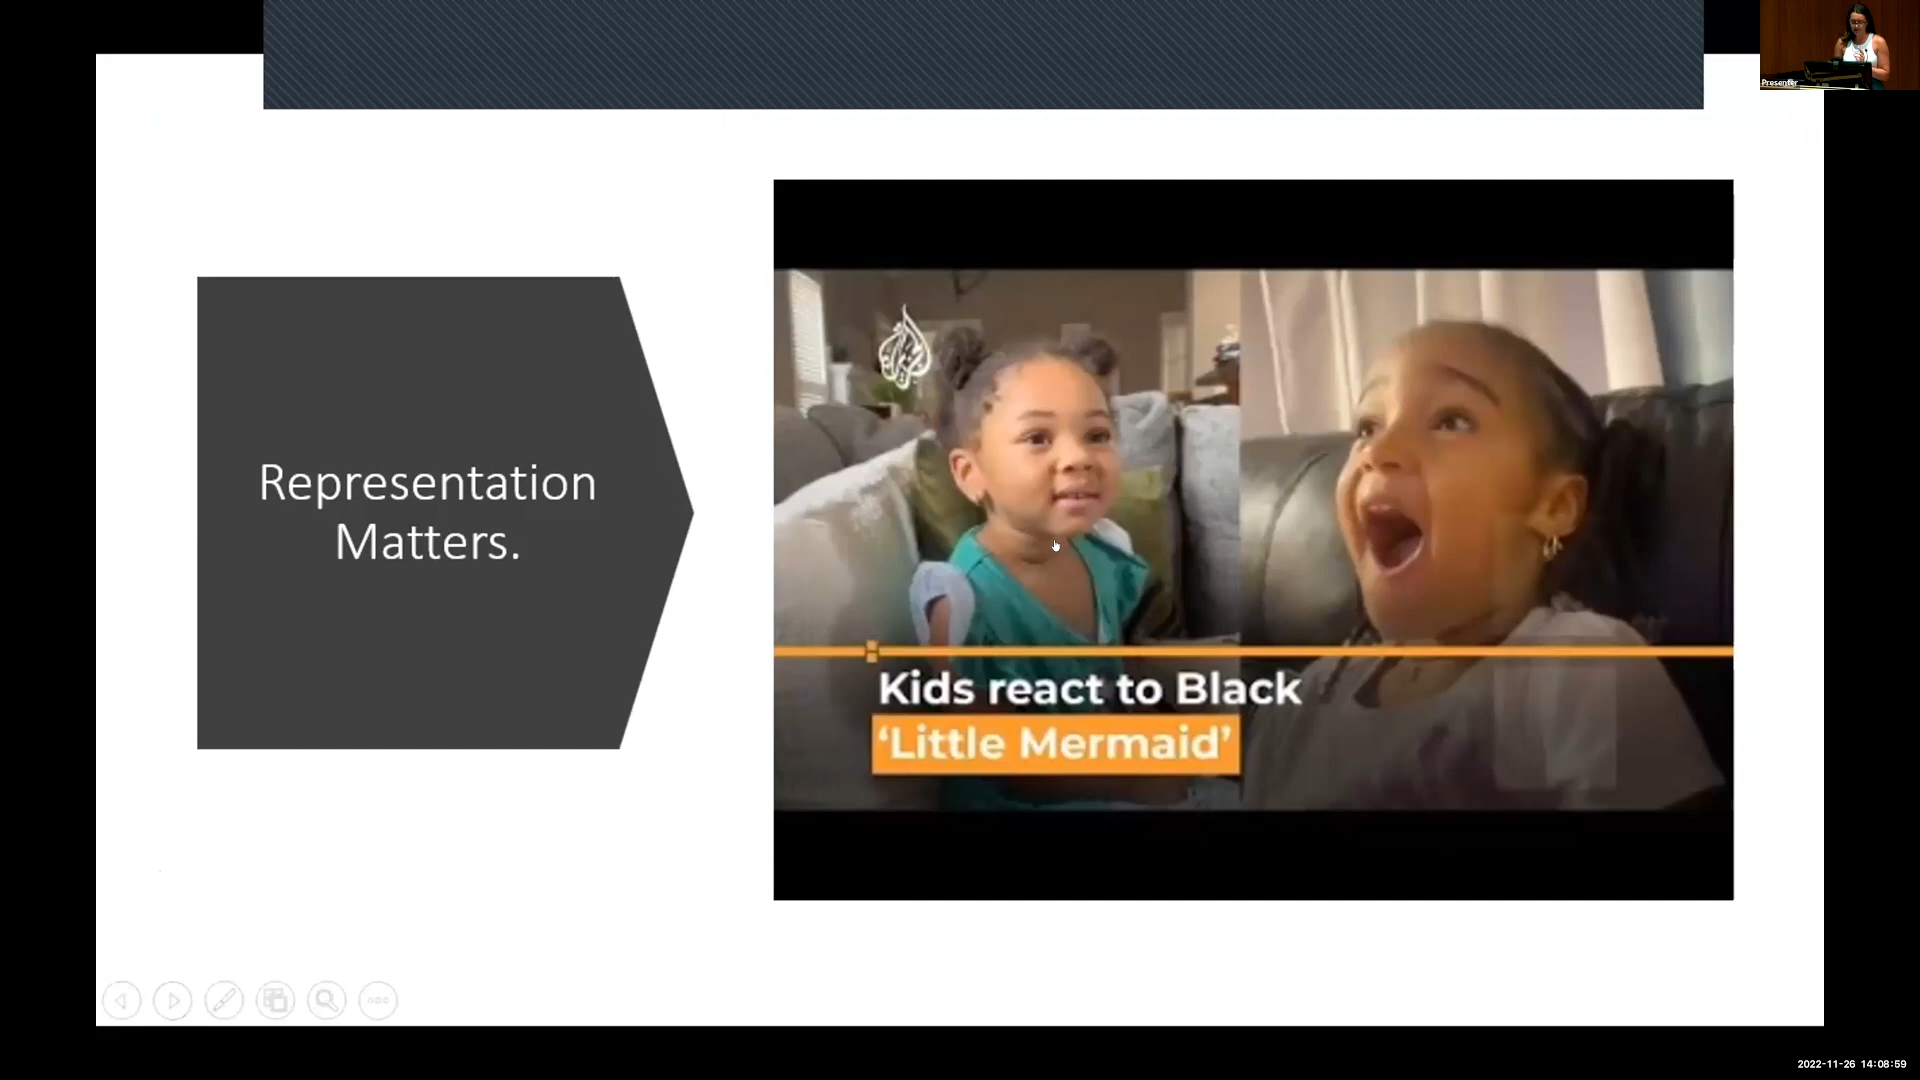 Presenter
Representation
Matters.
Kids react to Black
‘Little Mermaid’
2022-11-26 14:08:59